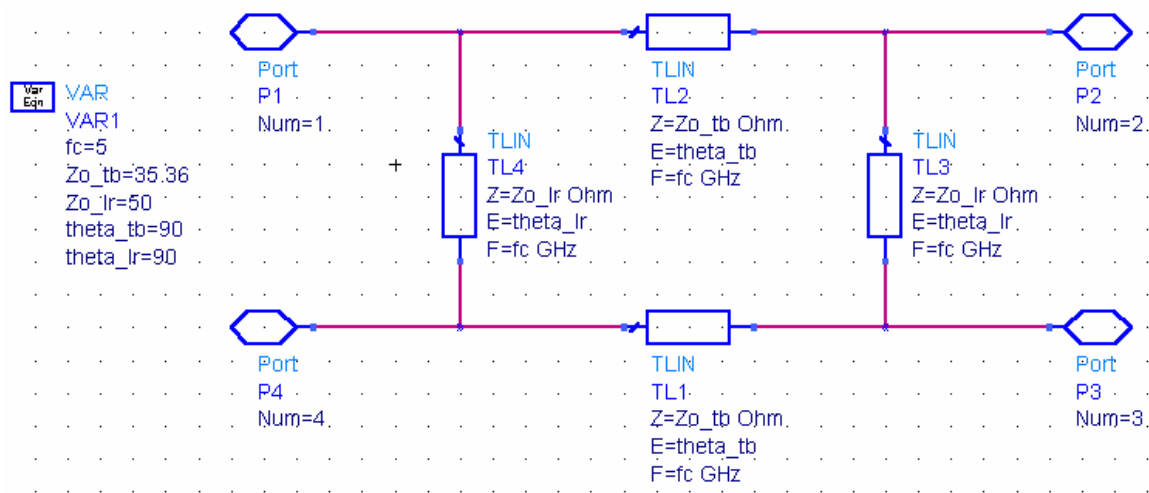 Var
Eqn
VAR
VAR1
fc=5
Zo_tb=35.36
Zo_lr=50
theta_tb=90
theta_lr=90
Port
P1
Num=1
TLIN
TL2
Z=Zo_tb Ohm
E=theta_tb
F=fc GHz
Port
P2
Num=2
TLIN
TL4
Z=Zo_lr Ohm
E=theta_lr
F=fc GHz
TLIN
TL3
Z=Zo_lr Ohm
E=theta_lr
F=fc GHz
Port
P4
Num=4
TLIN
TL1
Z=Zo_tb Ohm
E=theta_tb
F=fc GHz
Port
P3
Num=3